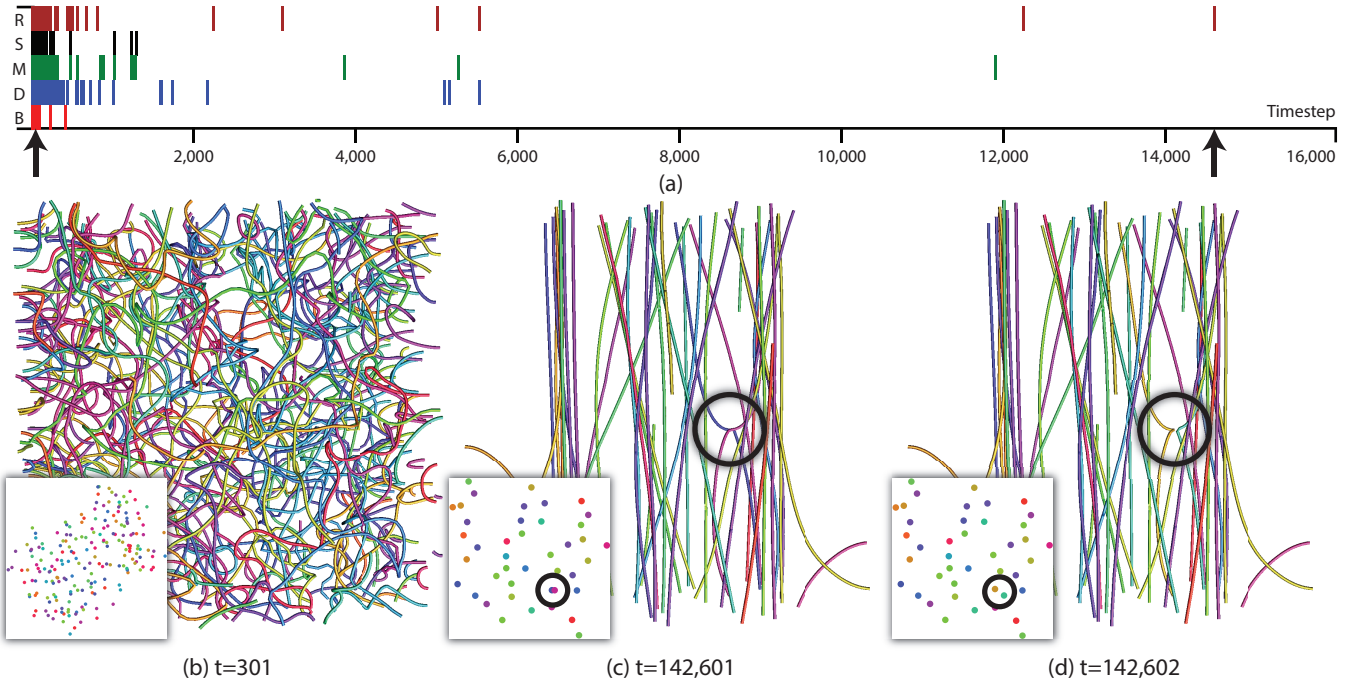 R
S
M
D
B
Timestep
2,000 4,000 6,000 8,000 10,000 12,000 14,000 16,000
(a)
(b) t=301
(c) t=142,601
(d) t=142,602